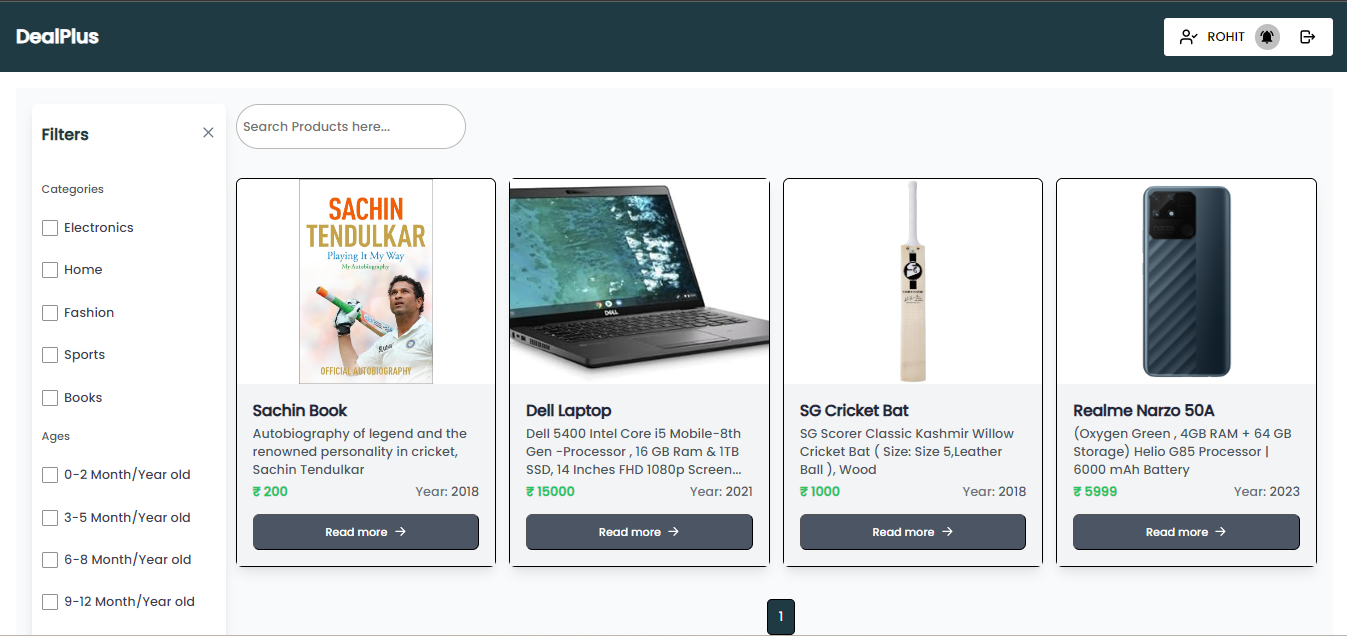 DealPlus
ROHIT
Filters
Search Products here...
Categories
Electronics
Home
Fashion
Sports
Books
Ages
0-2 Month/Year old
3-5 Month/Year old
6-8 Month/Year old
9-12 Month/Year old
SACHIN
TENDULKAR
Playing It My Way
My Autobiography
OFFICIAL AUTOBIOGRAPHY
Sachin Book
Autobiography of legend and the
renowned personality in cricket,
Sachin Tendulkar
₹ 200 Year: 2018
Read more →
DELL
Dell Laptop
Dell 5400 Intel Core i5 Mobile-8th
Gen -Processor , 16 GB Ram & 1TB
SSD, 14 Inches FHD 1080p Screen...
₹ 15000 Year: 2021
Read more →
SG Cricket Bat
SG Scorer Classic Kashmir Willow
Cricket Bat ( Size: Size 5,Leather
Ball ), Wood
₹ 1000 Year: 2018
Read more →
Realme Narzo 50A
(Oxygen Green , 4GB RAM + 64 GB
Storage) Helio G85 Processor |
6000 mAh Battery
₹ 5999 Year: 2023
Read more →
1